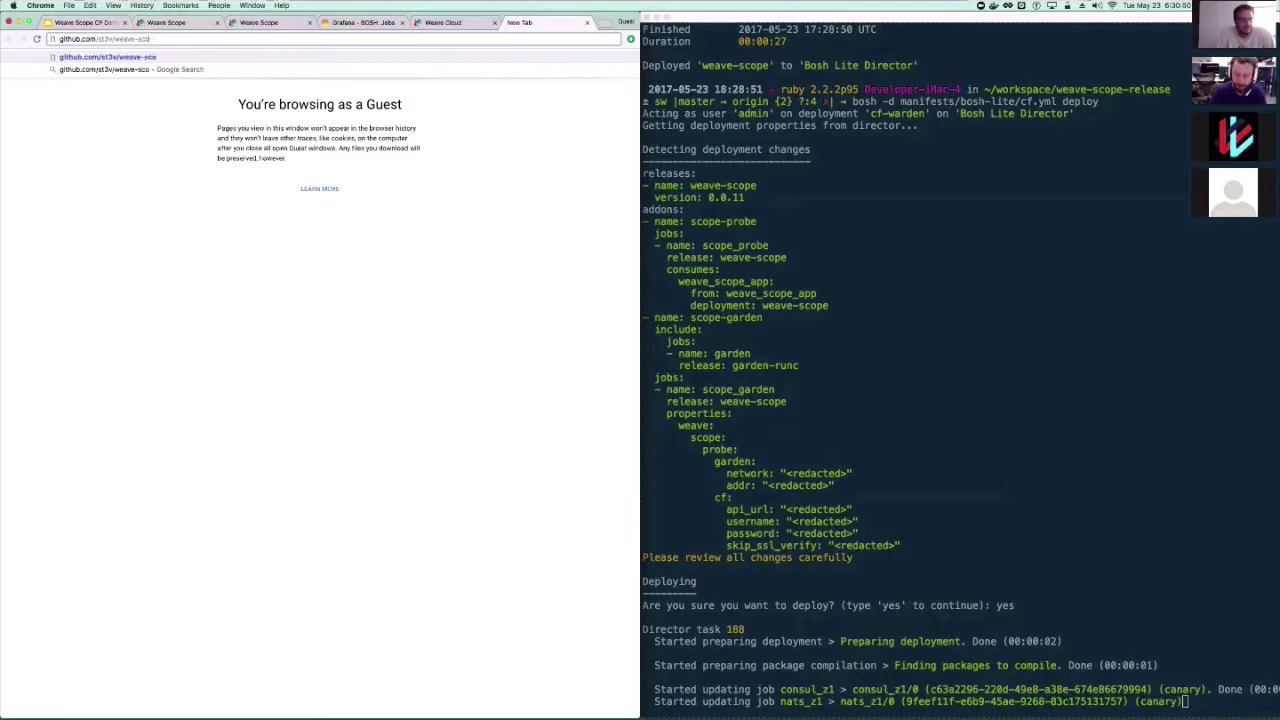 Chrome File Edit View History Bookmarks People Window Help
Tue May 23 6:30:50
Weave Scope CF Dem
Weave Scope
Weave Scope
Grafana - BOSH: Jobs
Weave Cloud
New Tab
Guest
github.com/st3v/weave-sco
github.com/st3v/weave-sco
github.com/st3v/weave-sco - Google Search
You're browsing as a Guest
Pages you view in this window won't appear in the browser history
and they won't leave other traces, like cookies, on the computer
after you close all open Guest windows. Any files you download will
be preserved, however.
LEARN MORE
Finished 2017-05-23 17:28:50 UTC
Duration 00:00:27
Deployed 'weave-scope' to 'Bosh Lite Director'
2017-05-23 18:28:51 ruby 2.2.2p95 Developer-iMac-4 in ~/workspace/weave-scope-release
± sw |master → origin {2} ?:4 ✗| → bosh -d manifests/bosh-lite/cf.yml deploy
Acting as user 'admin' on deployment 'cf-warden' on 'Bosh Lite Director'
Getting deployment properties from director...
Detecting deployment changes
----------------------------
releases:
- name: weave-scope
version: 0.0.11
addons:
- name: scope-probe
jobs:
- name: scope_probe
release: weave-scope
consumes:
weave_scope_app:
from: weave_scope_app
deployment: weave-scope
- name: scope-garden
include:
jobs:
- name: garden
release: garden-runc
jobs:
- name: scope_garden
release: weave-scope
properties:
weave:
scope:
probe:
garden:
network: "<redacted>"
addr: "<redacted>"
cf:
api_url: "<redacted>"
username: "<redacted>"
password: "<redacted>"
skip_ssl_verify: "<redacted>"
Please review all changes carefully
Deploying
---------
Are you sure you want to deploy? (type 'yes' to continue): yes
Director task 188
Started preparing deployment > Preparing deployment. Done (00:00:02)
Started preparing package compilation > Finding packages to compile. Done (00:00:01)
Started updating job consul_z1 > consul_z1/0 (c63a2296-220d-49e8-a38e-674e86679994) (canary). Done (00:00
Started updating job nats_z1 > nats_z1/0 (9feef11f-e6b9-45ae-9268-83c175131757) (canary)